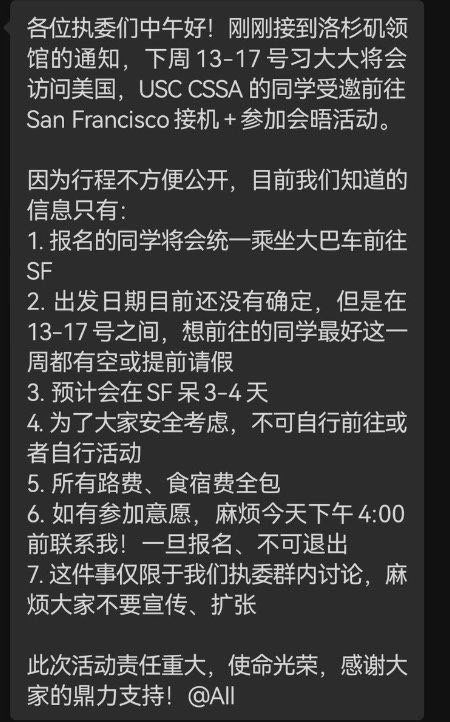 各位执委们中午好！刚刚接到洛杉矶领
馆的通知，下周 13-17 号习大大将会
访问美国，USC CSSA 的同学受邀前往
San Francisco 接机＋参加会晤活动。
因为行程不方便公开，目前我们知道的
信息只有：
1. 报名的同学将会统一乘坐大巴车前往
SF
2. 出发日期目前还没有确定，但是在
13-17 号之间，想前往的同学最好这一
周都有空或提前请假
3. 预计会在 SF 呆 3-4 天
4. 为了大家安全考虑，不可自行前往或
者自行活动
5. 所有路费、食宿费全包
6. 如有参加意愿，麻烦今天下午 4:00
前联系我！一旦报名、不可退出
7. 这件事仅限于我们执委群内讨论，麻
烦大家不要宣传、扩张
此次活动责任重大，使命光荣，感谢大
家的鼎力支持！@All